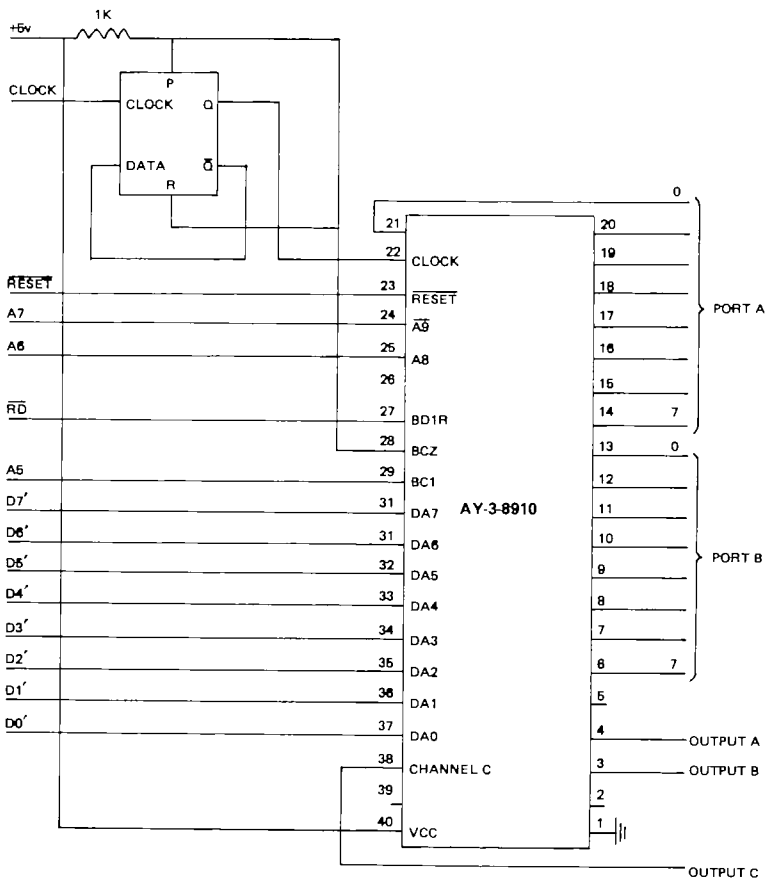 1K
+5v
P
CLOCK
CLOCK Q
DATA Q̅
R
0
21 20
22 CLOCK 19
R̅E̅S̅E̅T̅ 23 R̅E̅S̅E̅T̅ 18
A7 24 A̅9̅ 17
PORT A
A6 25 A8 16
26 15
R̅D̅ 27 BD1R 14 7
28 BCZ 13 0
A5 29 BC1 12
D7′ 31 DA7 AY-3-8910 11
D6′ 31 DA6 10
PORT B
D5′ 32 DA5 9
D4′ 33 DA4 8
D3′ 34 DA3 7
D2′ 35 DA2 6 7
D1′ 36 DA1 5
D0′ 37 DA0 4 OUTPUT A
38 CHANNEL C 3 OUTPUT B
39 2
40 VCC 1
OUTPUT C